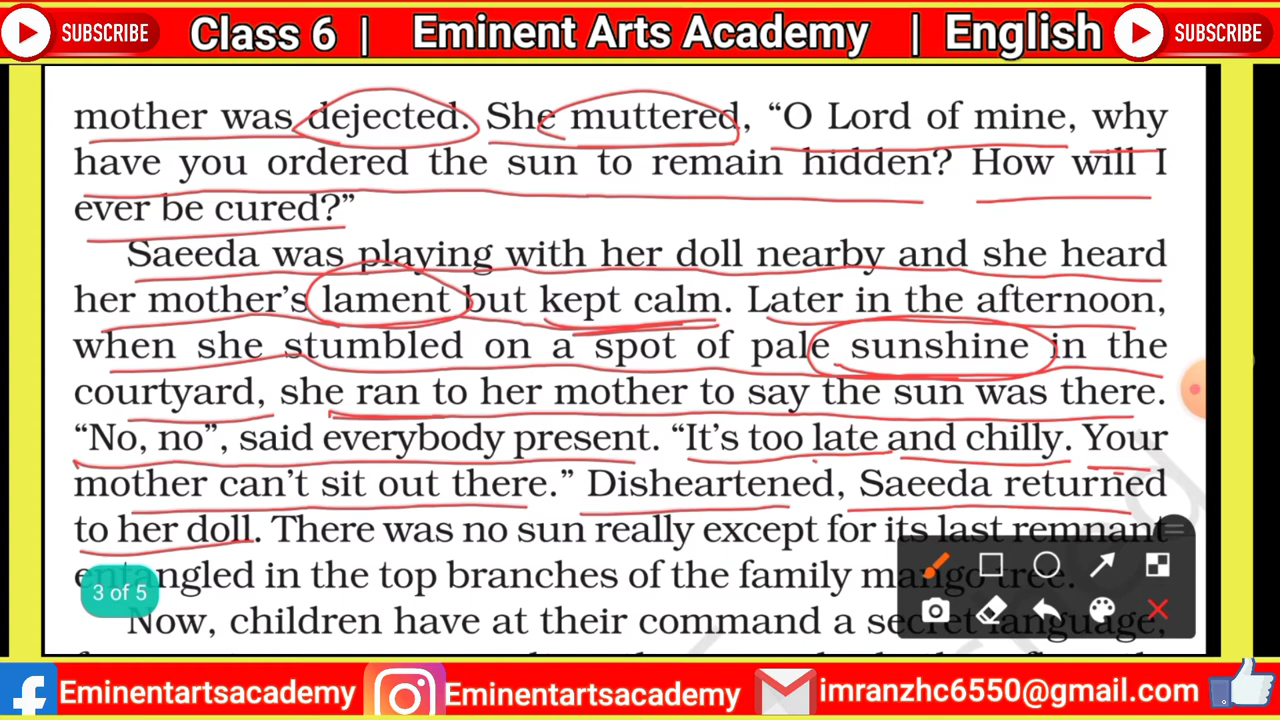 SUBSCRIBE Class 6 | Eminent Arts Academy | English SUBSCRIBE
mother was dejected. She muttered, “O Lord of mine, why
have you ordered the sun to remain hidden? How will I
ever be cured?”
Saeeda was playing with her doll nearby and she heard
her mother’s lament but kept calm. Later in the afternoon,
when she stumbled on a spot of pale sunshine in the
courtyard, she ran to her mother to say the sun was there.
“No, no”, said everybody present. “It’s too late and chilly. Your
mother can’t sit out there.” Disheartened, Saeeda returned
to her doll. There was no sun really except for its last remnant
entangled in the top branches of the family mango tree.
3 of 5
Now, children have at their command a secret language,
Eminentartsacademy Eminentartsacademy imranzhc6550@gmail.com